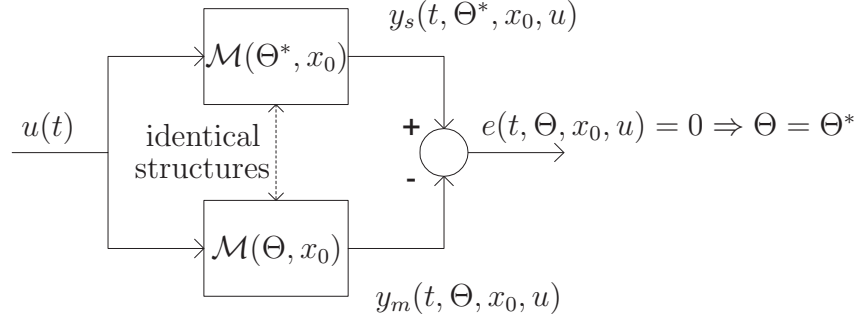 y_s(t, Θ*, x_0, u)
M(Θ*, x_0)
u(t)
identical
structures
+
-
e(t, Θ, x_0, u) = 0 ⇒ Θ = Θ*
M(Θ, x_0)
y_m(t, Θ, x_0, u)